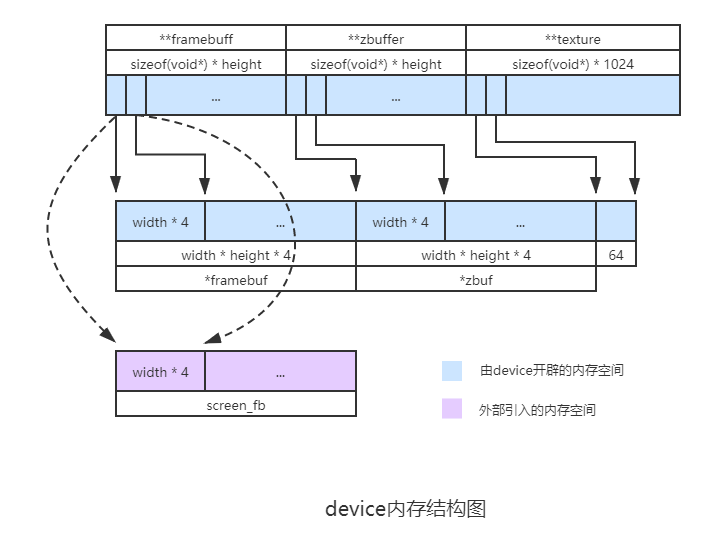 **framebuff **zbuffer **texture
sizeof(void*) * height sizeof(void*) * height sizeof(void*) * 1024
... ...
width * 4 ... width * 4 ...
width * height * 4 width * height * 4 64
*framebuf *zbuf
width * 4 ...
screen_fb
由device开辟的内存空间
外部引入的内存空间
device内存结构图